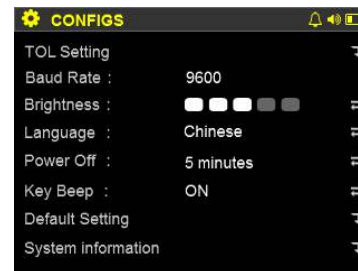 CONFIGS
TOL Setting
Baud Rate : 9600
Brightness :
Language : Chinese
Power Off : 5 minutes
Key Beep : ON
Default Setting
System information